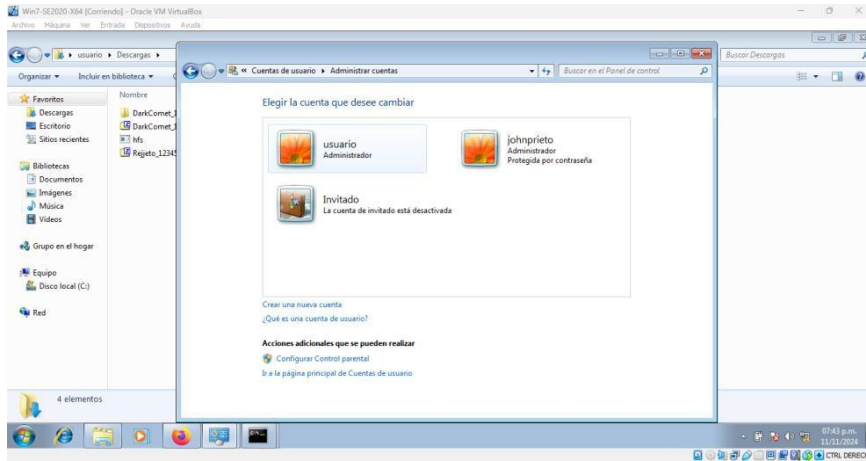 Win7-SE2020-X64 [Corriendo] - Oracle VM VirtualBox
Archivo Máquina Ver Entrada Dispositivos Ayuda
usuario Descargas
Buscar Descargas
« Cuentas de usuario Administrar cuentas
Buscar en el Panel de control
Organizar Incluir en biblioteca
Nombre
Favoritos
Descargas
Escritorio
Sitios recientes
Bibliotecas
Documentos
Imágenes
Música
Vídeos
Grupo en el hogar
Equipo
Disco local (C:)
Red
DarkComet_1
DarkComet_1
hfs
Rejjeto_12345
Elegir la cuenta que desee cambiar
usuario
Administrador
johnprieto
Administrador
Protegida por contraseña
Invitado
La cuenta de invitado está desactivada
Crear una nueva cuenta
¿Qué es una cuenta de usuario?
Acciones adicionales que se pueden realizar
Configurar Control parental
Ir a la página principal de Cuentas de usuario
4 elementos
07:43 p.m.
11/11/2024
CTRL DEREC